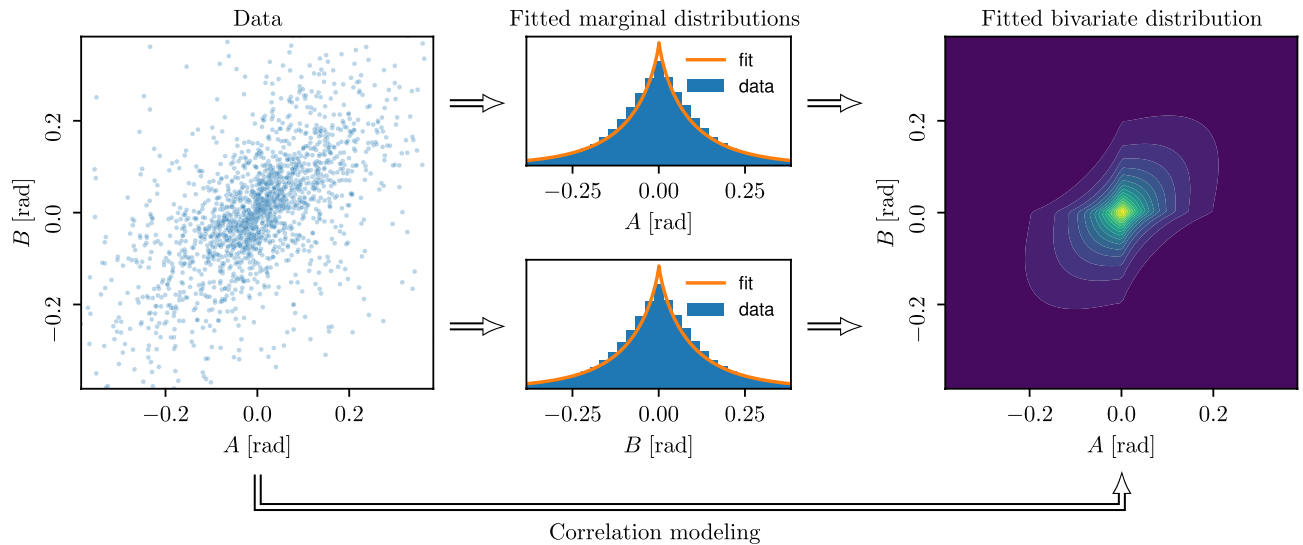 Data
Fitted marginal distributions
Fitted bivariate distribution
B [rad]
0.2
0.0
−0.2
−0.2 0.0 0.2
A [rad]
fit
data
−0.25 0.00 0.25
A [rad]
fit
data
−0.25 0.00 0.25
B [rad]
B [rad]
0.2
0.0
−0.2
−0.2 0.0 0.2
A [rad]
Correlation modeling